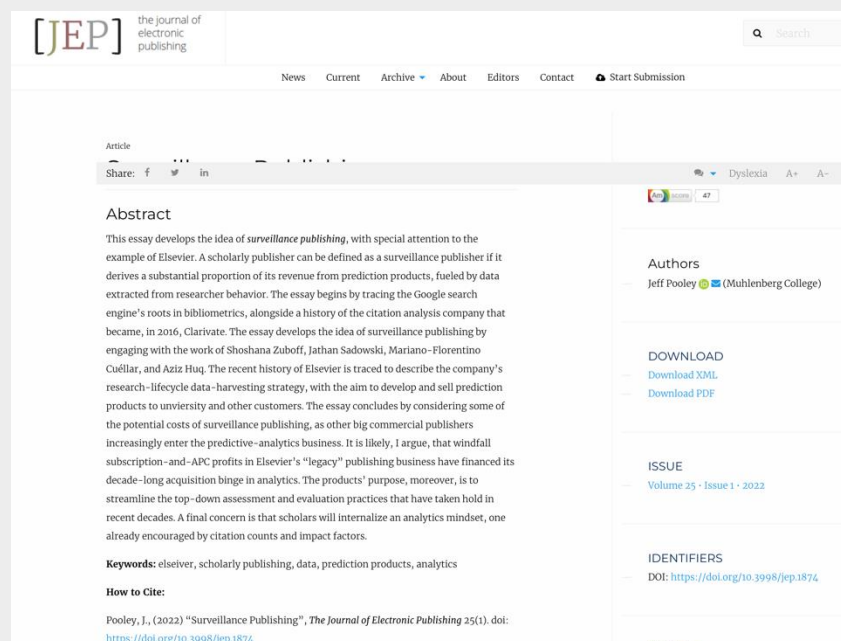 [JEP]
the journal of
electronic
publishing
Search
News Current Archive About Editors Contact Start Submission
Article
Share:
Dyslexia A+ A-
Am score 47
Abstract
This essay develops the idea of surveillance publishing, with special attention to the
example of Elsevier. A scholarly publisher can be defined as a surveillance publisher if it
derives a substantial proportion of its revenue from prediction products, fueled by data
extracted from researcher behavior. The essay begins by tracing the Google search
engine's roots in bibliometrics, alongside a history of the citation analysis company that
became, in 2016, Clarivate. The essay develops the idea of surveillance publishing by
engaging with the work of Shoshana Zuboff, Jathan Sadowski, Mariano-Florentino
Cuéllar, and Aziz Huq. The recent history of Elsevier is traced to describe the company's
research-lifecycle data-harvesting strategy, with the aim to develop and sell prediction
products to unviersity and other customers. The essay concludes by considering some of
the potential costs of surveillance publishing, as other big commercial publishers
increasingly enter the predictive-analytics business. It is likely, I argue, that windfall
subscription-and-APC profits in Elsevier's "legacy" publishing business have financed its
decade-long acquisition binge in analytics. The products' purpose, moreover, is to
streamline the top-down assessment and evaluation practices that have taken hold in
recent decades. A final concern is that scholars will internalize an analytics mindset, one
already encouraged by citation counts and impact factors.
Keywords: elseiver, scholarly publishing, data, prediction products, analytics
How to Cite:
Pooley, J., (2022) "Surveillance Publishing", The Journal of Electronic Publishing 25(1). doi:
https://doi.org/10.3998/jep.1874
Authors
Jeff Pooley iD (Muhlenberg College)
DOWNLOAD
Download XML
Download PDF
ISSUE
Volume 25 • Issue 1 • 2022
IDENTIFIERS
DOI: https://doi.org/10.3998/jep.1874